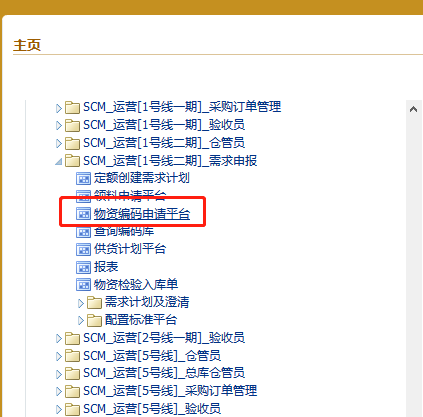 主页
SCM_运营[1号线一期]_采购订单管理
SCM_运营[1号线一期]_验收员
SCM_运营[1号线二期]_仓管员
SCM_运营[1号线二期]_需求申报
定额创建需求计划
领料申请平台
物资编码申请平台
查询编码库
供货计划平台
报表
物资检验入库单
需求计划及澄清
配置标准平台
SCM_运营[2号线一期]_验收员
SCM_运营[5号线]_仓管员
SCM_运营[5号线]_总库仓管员
SCM_运营[5号线]_采购订单管理
SCM_运营[5号线]_验收员